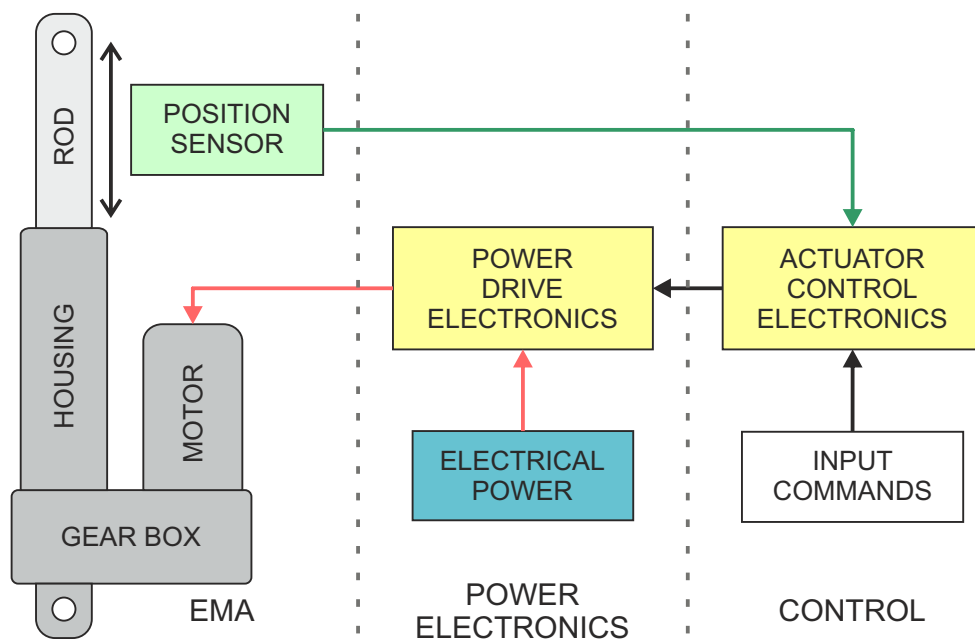 ROD
POSITION
SENSOR
HOUSING
MOTOR
GEAR BOX
EMA
POWER
DRIVE
ELECTRONICS
ELECTRICAL
POWER
POWER
ELECTRONICS
ACTUATOR
CONTROL
ELECTRONICS
INPUT
COMMANDS
CONTROL